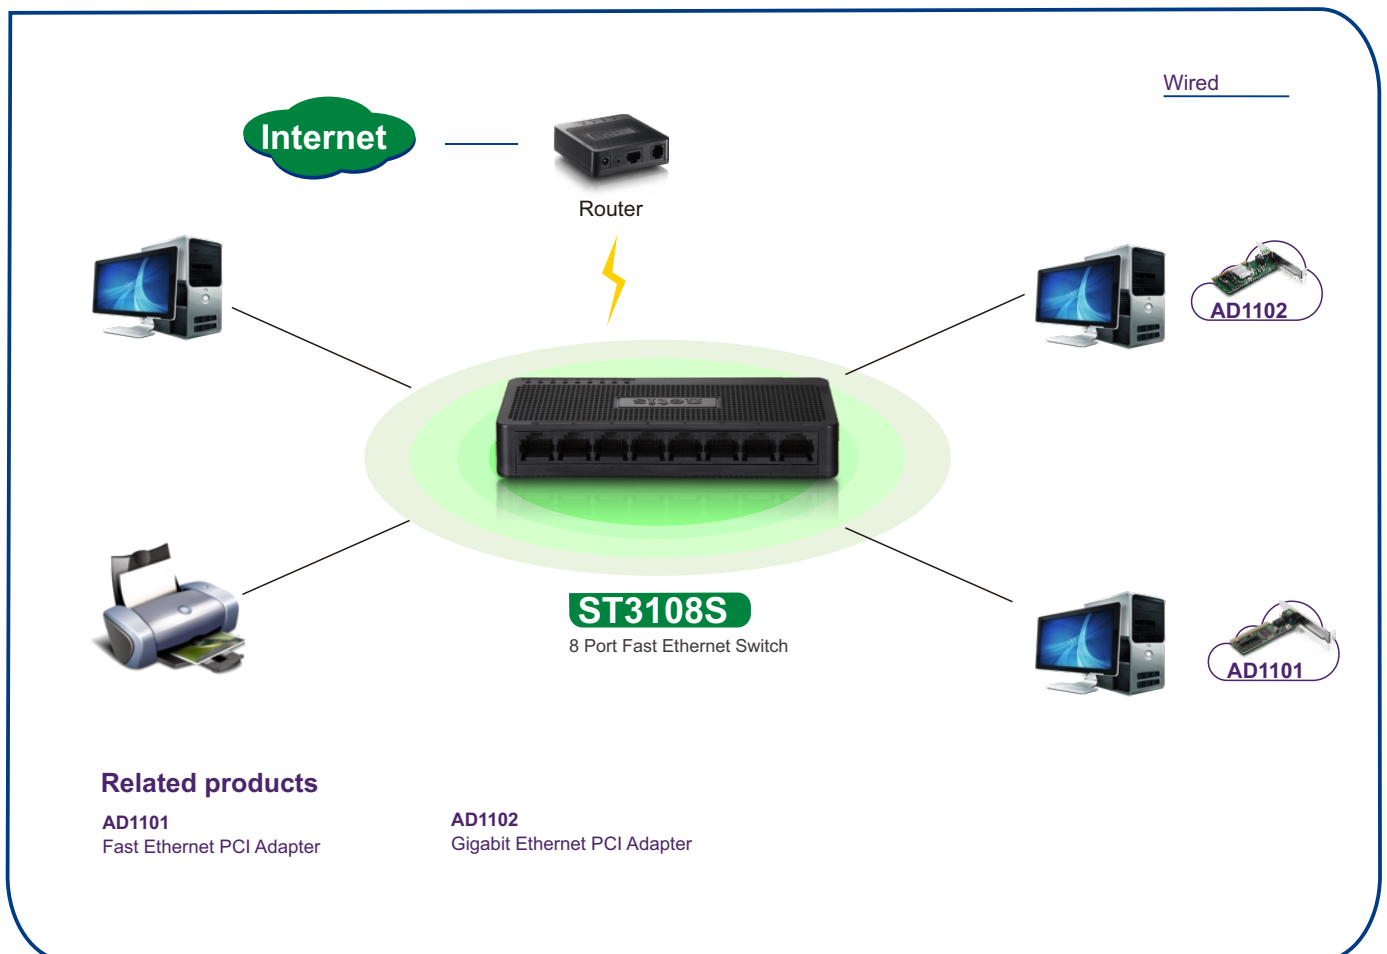 Wired
Internet
Router
AD1102
netis
ST3108S
8 Port Fast Ethernet Switch
AD1101
Related products
AD1101
Fast Ethernet PCI Adapter
AD1102
Gigabit Ethernet PCI Adapter